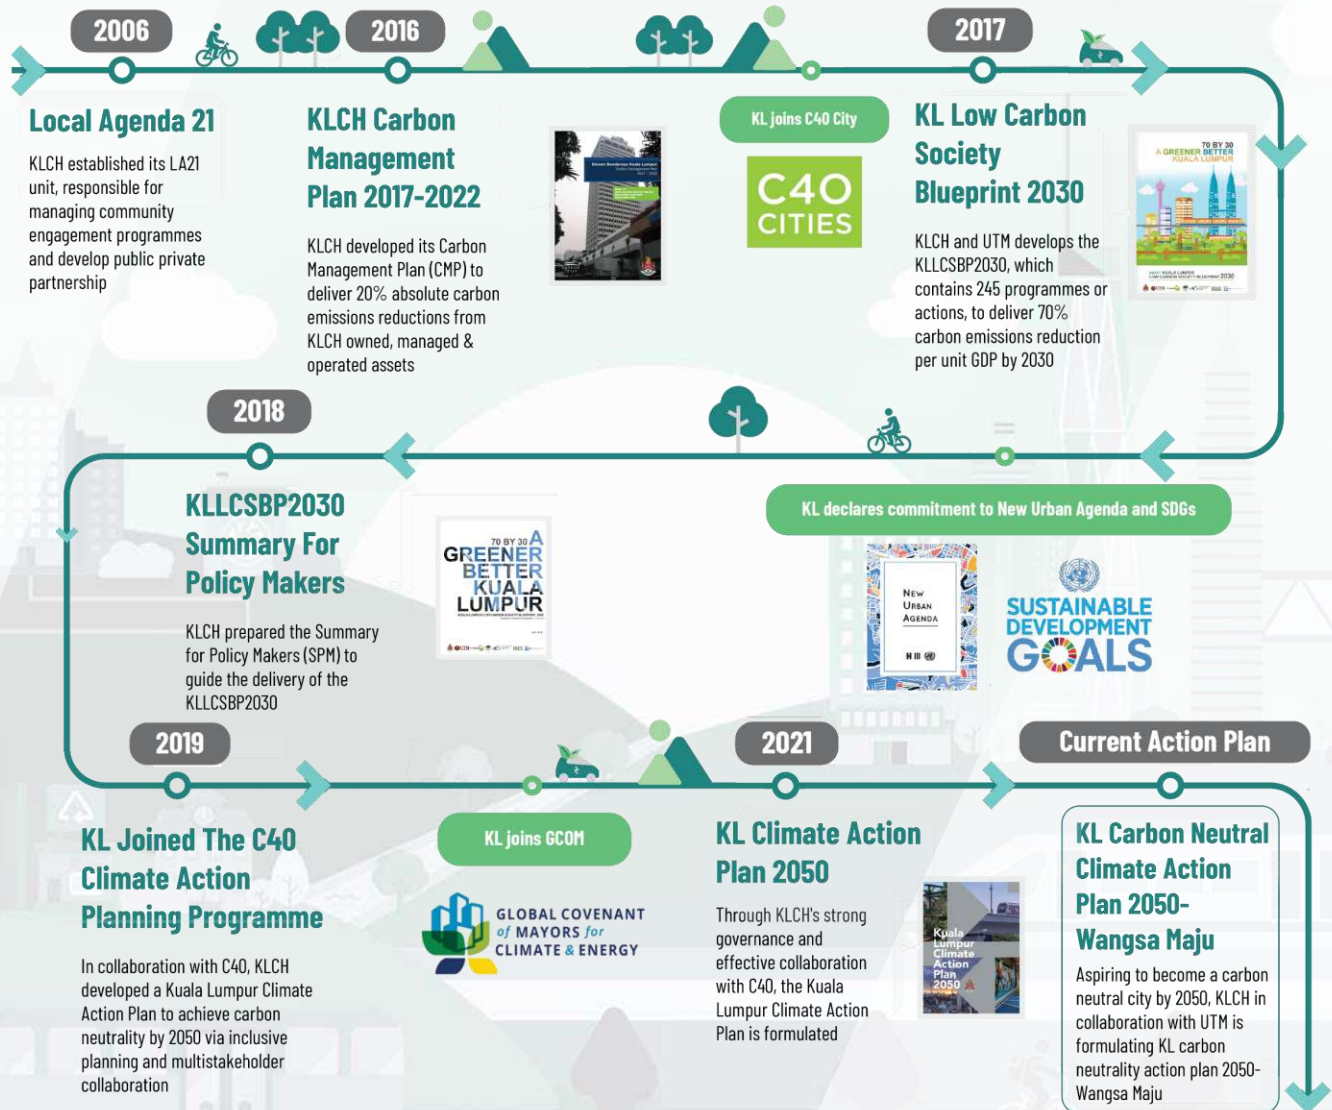 2006
2016
2017
Local Agenda 21
KLCH established its LA21
unit, responsible for
managing community
engagement programmes
and develop public private
partnership
KLCH Carbon
Management
Plan 2017-2022
KLCH developed its Carbon
Management Plan (CMP) to
deliver 20% absolute carbon
emissions reductions from
KLCH owned, managed &
operated assets
KL joins C40 City
C40
CITIES
KL Low Carbon
Society
Blueprint 2030
KLCH and UTM develops the
KLLCSBP2030, which
contains 245 programmes or
actions, to deliver 70%
carbon emissions reduction
per unit GDP by 2030
70 BY 30
A GREENER BETTER
KUALA LUMPUR
2018
KLLCSBP2030
Summary For
Policy Makers
KLCH prepared the Summary
for Policy Makers (SPM) to
guide the delivery of the
KLLCSBP2030
70 BY 30 A
GREENER
BETTER
KUALA
LUMPUR
KL declares commitment to New Urban Agenda and SDGs
NEW
URBAN
AGENDA
SUSTAINABLE
DEVELOPMENT
GOALS
2019
2021
Current Action Plan
KL Joined The C40
Climate Action
Planning Programme
In collaboration with C40, KLCH
developed a Kuala Lumpur Climate
Action Plan to achieve carbon
neutrality by 2050 via inclusive
planning and multistakeholder
collaboration
KL joins GCOM
GLOBAL COVENANT
of MAYORS for
CLIMATE & ENERGY
KL Climate Action
Plan 2050
Through KLCH's strong
governance and
effective collaboration
with C40, the Kuala
Lumpur Climate Action
Plan is formulated
Kuala
Lumpur
Climate
Action
Plan
2050
KL Carbon Neutral
Climate Action
Plan 2050-
Wangsa Maju
Aspiring to become a carbon
neutral city by 2050, KLCH in
collaboration with UTM is
formulating KL carbon
neutrality action plan 2050-
Wangsa Maju